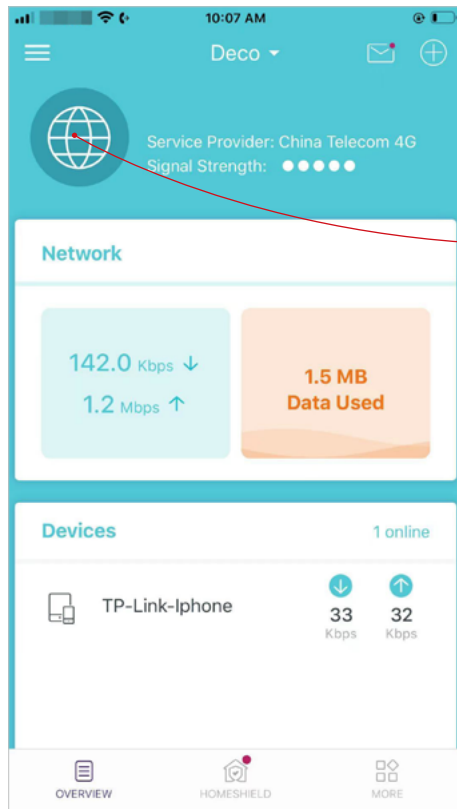 10:07 AM
Deco
Service Provider: China Telecom 4G
Signal Strength:
Network
142.0 Kbps ↓
1.2 Mbps ↑
1.5 MB
Data Used
Devices
1 online
TP-Link-Iphone
33
Kbps
32
Kbps
OVERVIEW
HOMESHIELD
MORE